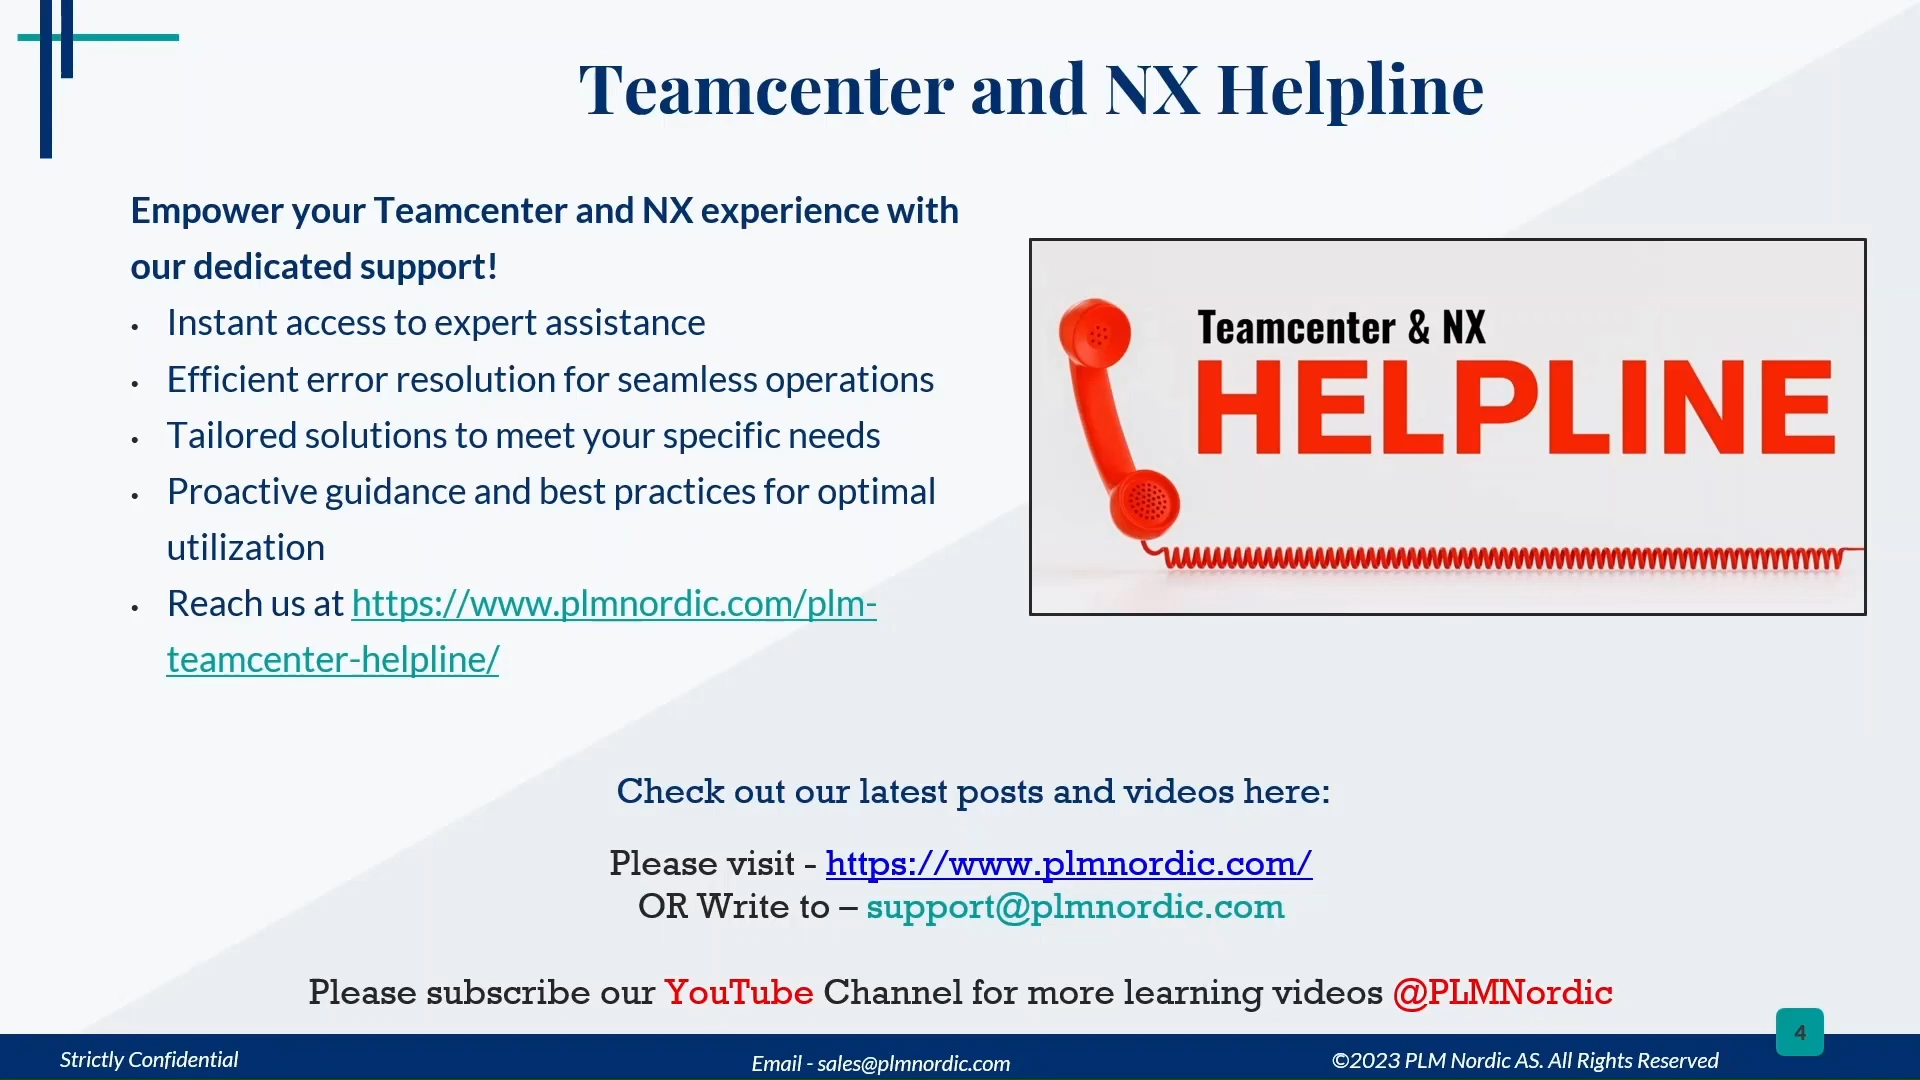 Teamcenter and NX Helpline
Empower your Teamcenter and NX experience with
our dedicated support!
• Instant access to expert assistance
• Efficient error resolution for seamless operations
• Tailored solutions to meet your specific needs
• Proactive guidance and best practices for optimal
utilization
• Reach us at https://www.plmnordic.com/plm-
teamcenter-helpline/
Teamcenter & NX
HELPLINE
Check out our latest posts and videos here:
Please visit - https://www.plmnordic.com/
OR Write to – support@plmnordic.com
Please subscribe our YouTube Channel for more learning videos @PLMNordic
4
Strictly Confidential
Email - sales@plmnordic.com
©2023 PLM Nordic AS. All Rights Reserved